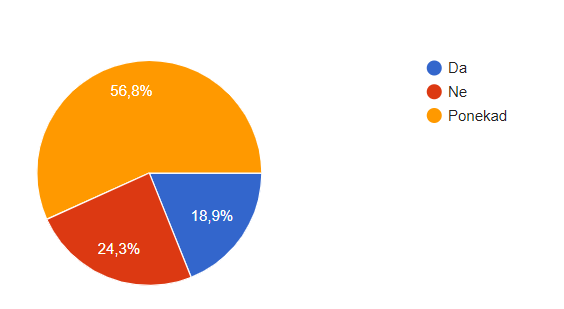 56,8%
18,9%
24,3%
Da
Ne
Ponekad